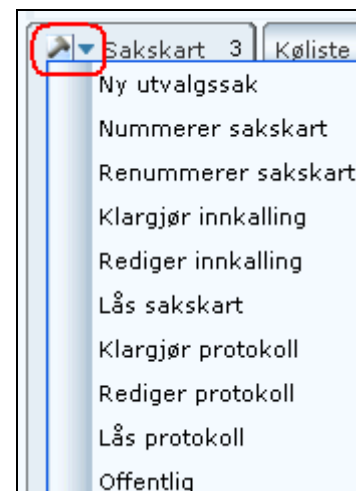 Sakskart 3 Køliste
Ny utvalgssak
Nummerer sakskart
Renummerer sakskart
Klargjør innkalling
Rediger innkalling
Lås sakskart
Klargjør protokoll
Rediger protokoll
Lås protokoll
Offentlig